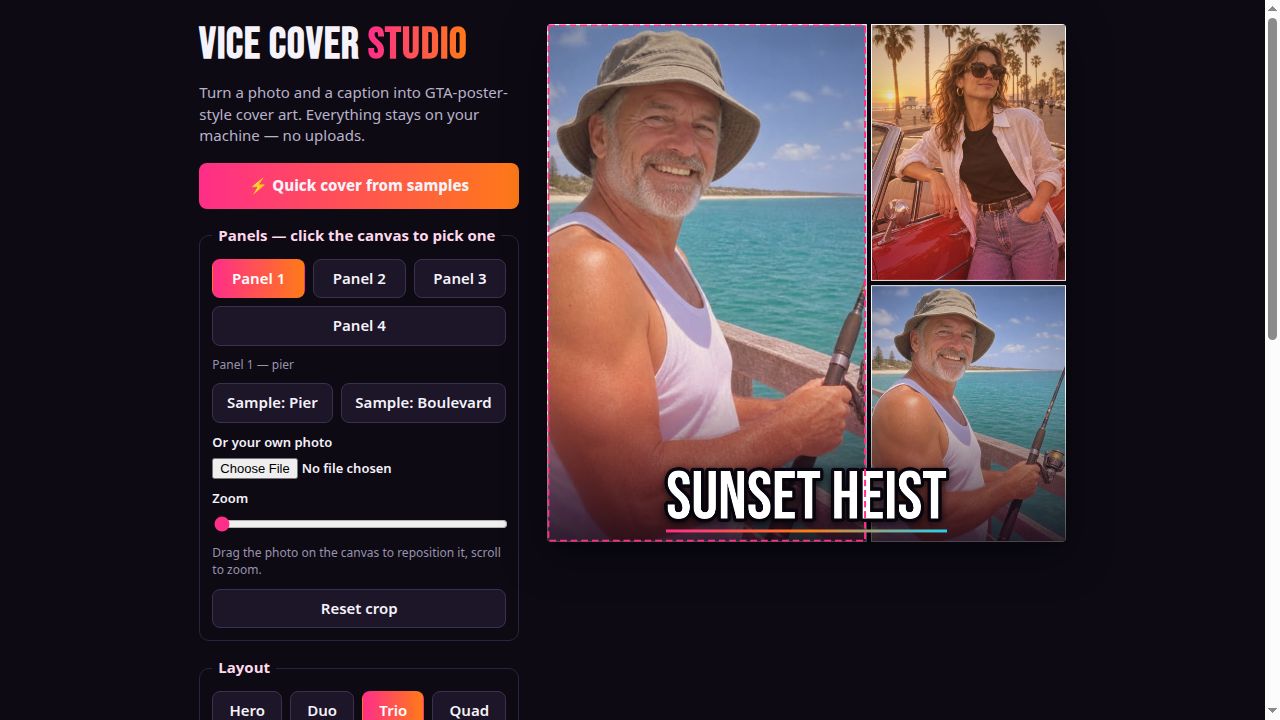 VICE COVER STUDIO
Turn a photo and a caption into GTA-poster-
style cover art. Everything stays on your
machine — no uploads.
⚡ Quick cover from samples
Panels — click the canvas to pick one
Panel 1
Panel 2
Panel 3
Panel 4
Panel 1 — pier
Sample: Pier
Sample: Boulevard
Or your own photo
Choose File No file chosen
Zoom
Drag the photo on the canvas to reposition it, scroll
to zoom.
Reset crop
Layout
Hero
Duo
Trio
Quad
SUNSET HEIST